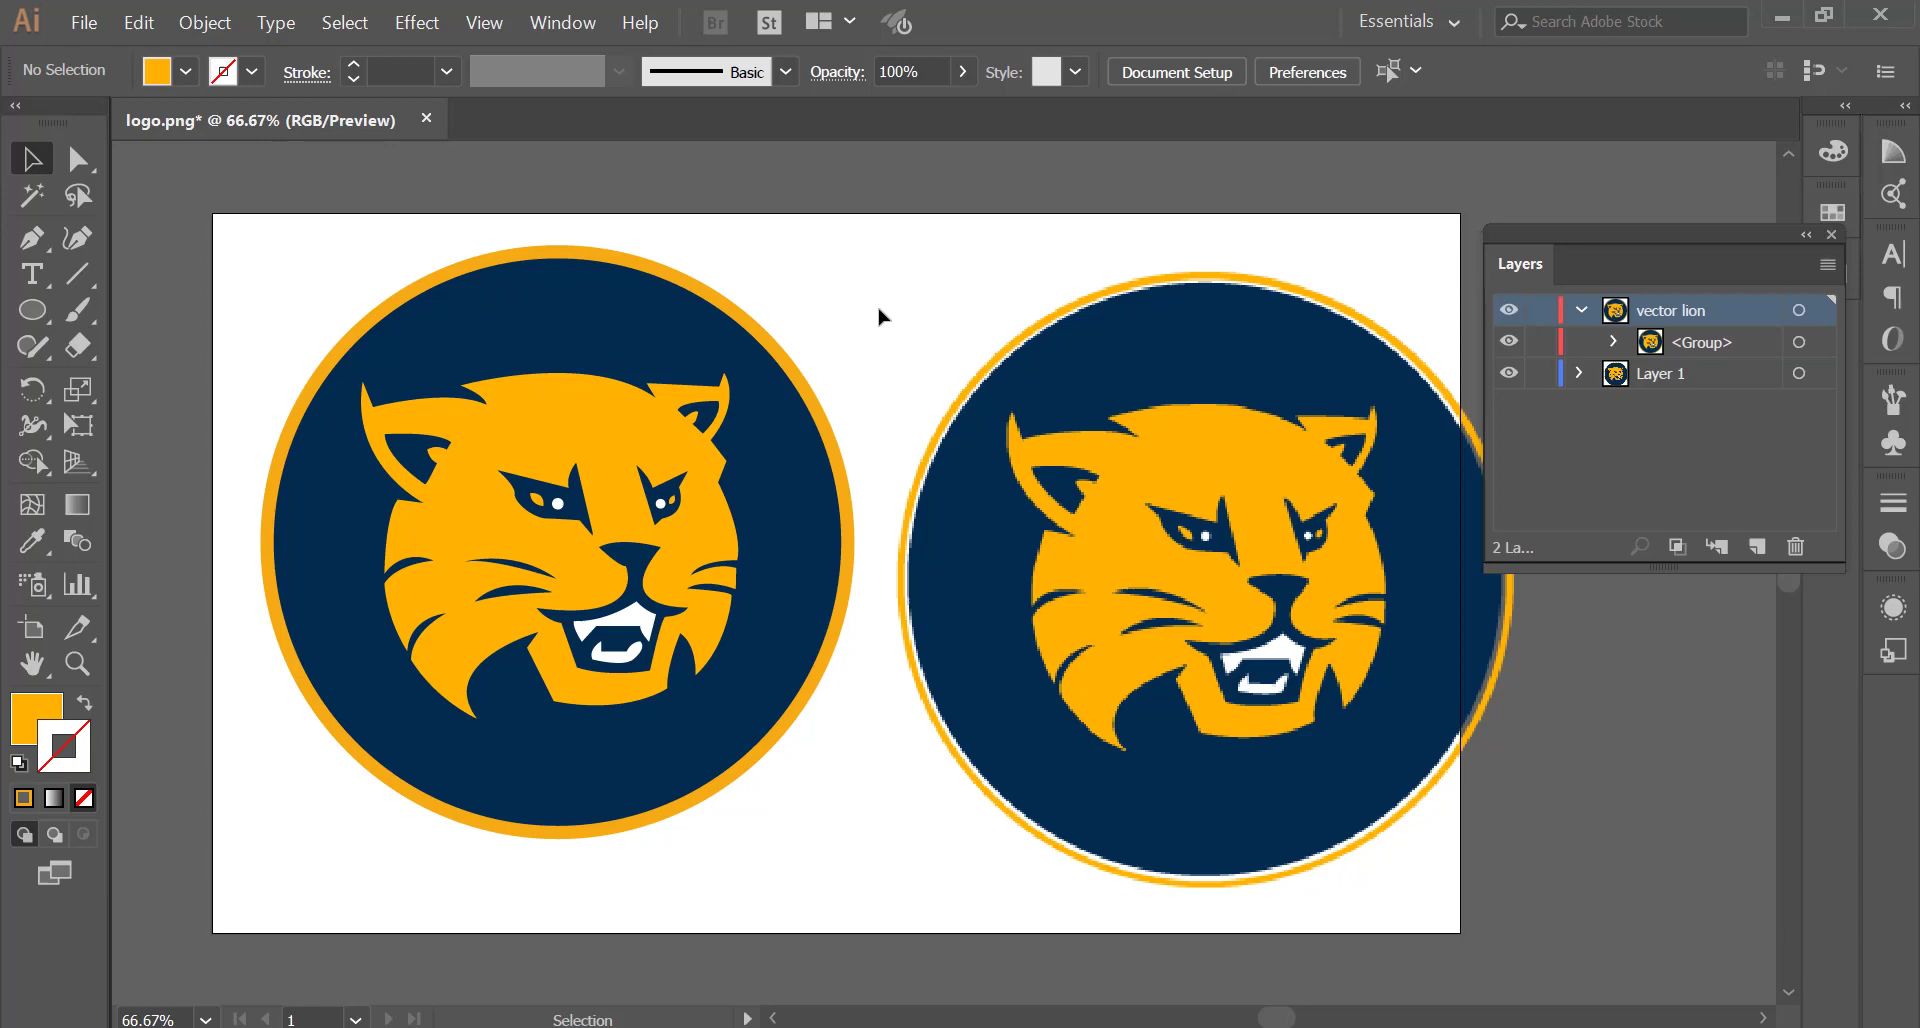 Ai File Edit Object Type Select Effect View Window Help Br St Essentials Search Adobe Stock
No Selection Stroke: Basic Opacity: 100% Style: Document Setup Preferences
logo.png* @ 66.67% (RGB/Preview)
Layers
vector lion
<Group>
Layer 1
2 La...
66.67% 1 Selection